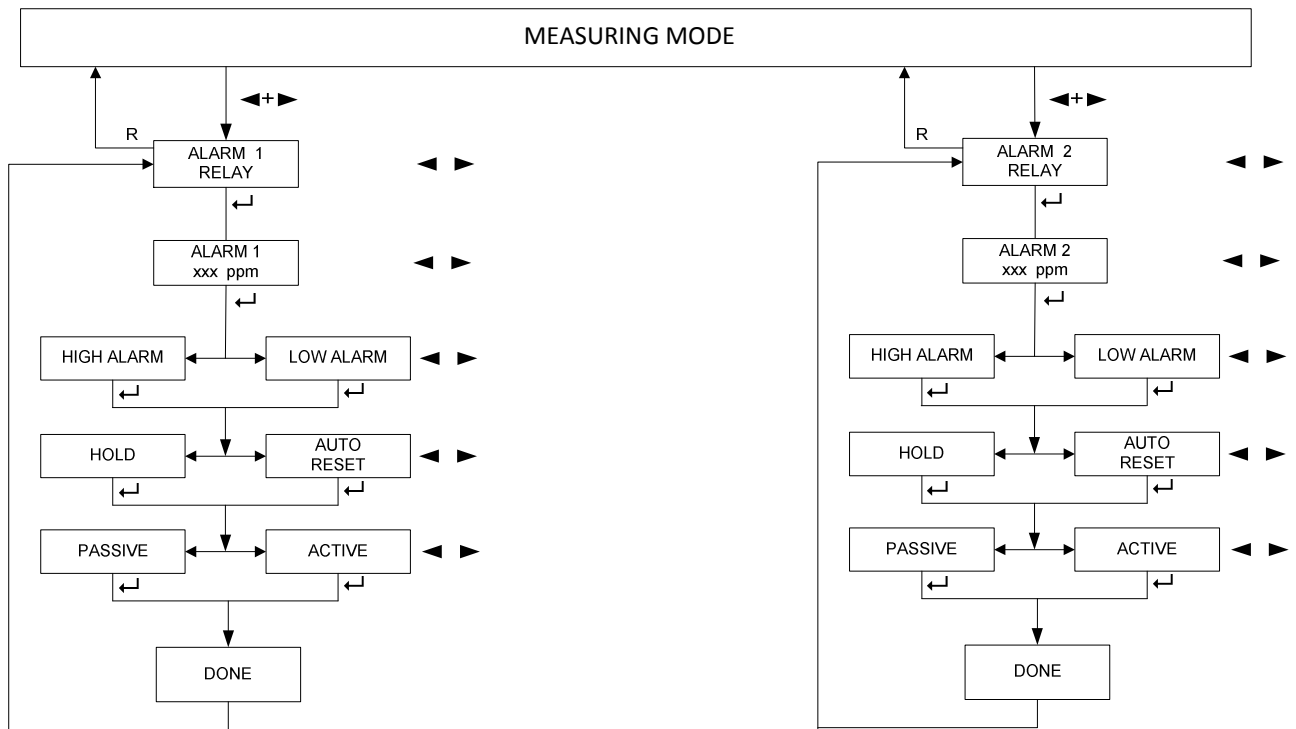 MEASURING MODE
R
ALARM 1
RELAY
ALARM 1
xxx ppm
HIGH ALARM
LOW ALARM
HOLD
AUTO
RESET
PASSIVE
ACTIVE
DONE
R
ALARM 2
RELAY
ALARM 2
xxx ppm
HIGH ALARM
LOW ALARM
HOLD
AUTO
RESET
PASSIVE
ACTIVE
DONE